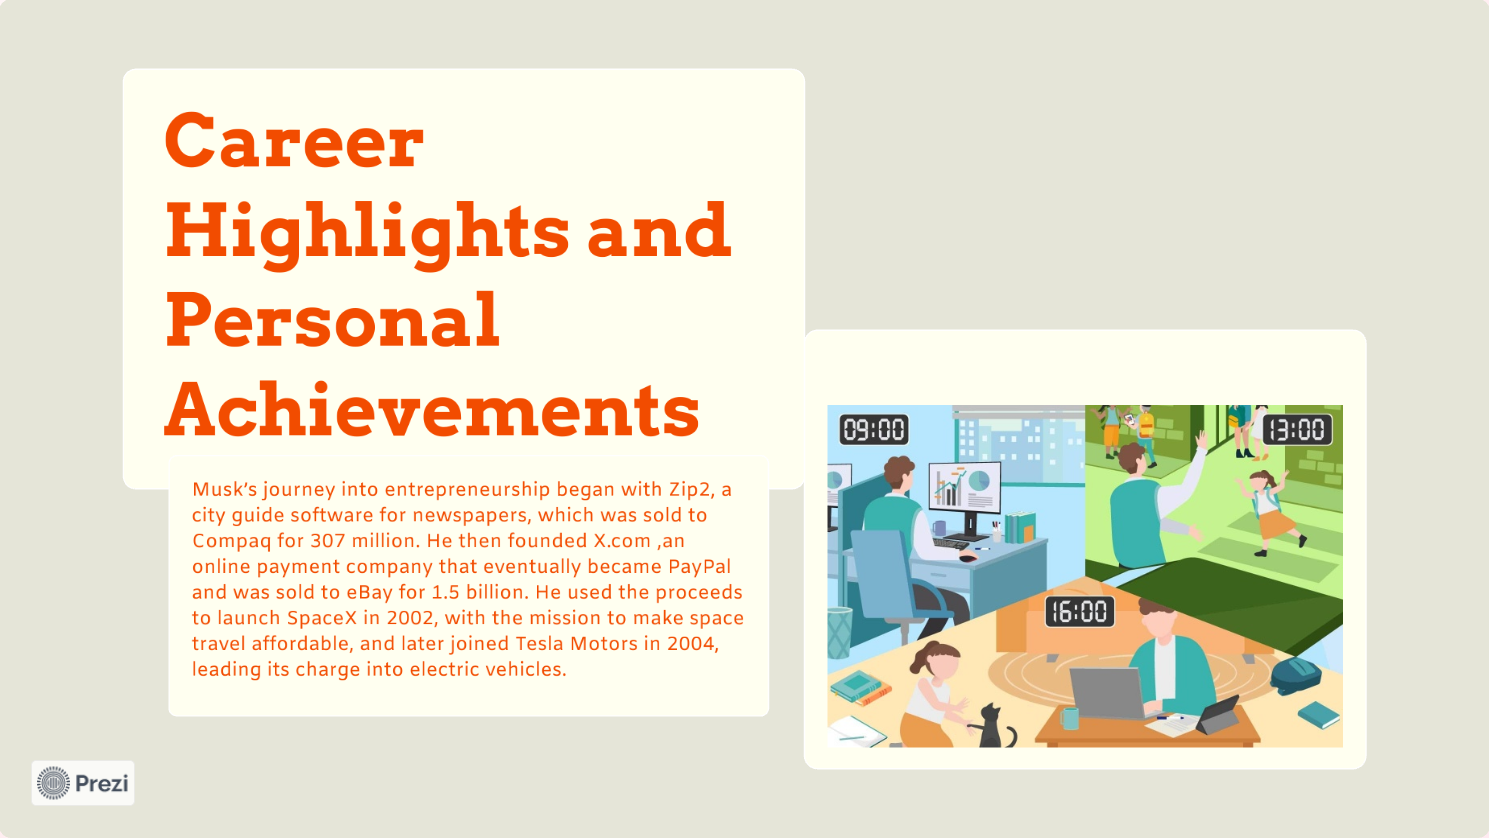 Career
Highlights and
Personal
Achievements
Musk’s journey into entrepreneurship began with Zip2, a
city guide software for newspapers, which was sold to
Compaq for 307 million. He then founded X.com ,an
online payment company that eventually became PayPal
and was sold to eBay for 1.5 billion. He used the proceeds
to launch SpaceX in 2002, with the mission to make space
travel affordable, and later joined Tesla Motors in 2004,
leading its charge into electric vehicles.
09:00
13:00
16:00
Prezi